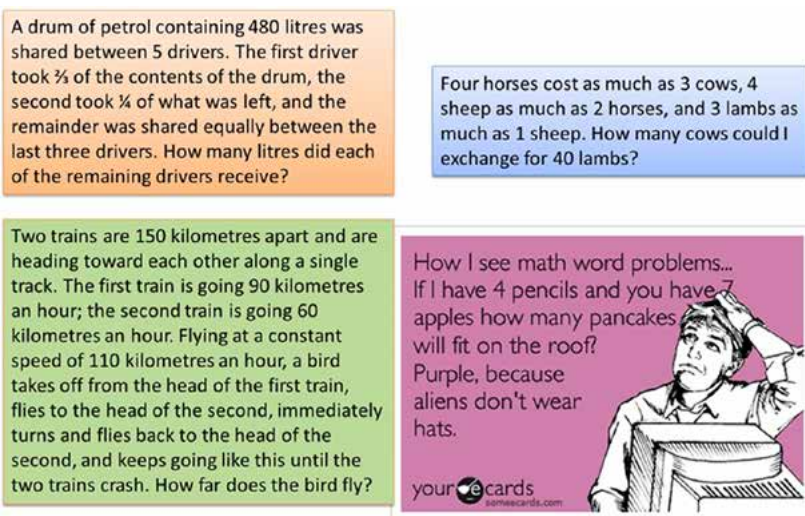 A drum of petrol containing 480 litres was
shared between 5 drivers. The first driver
took ⅔ of the contents of the drum, the
second took ¼ of what was left, and the
remainder was shared equally between the
last three drivers. How many litres did each
of the remaining drivers receive?
Four horses cost as much as 3 cows, 4
sheep as much as 2 horses, and 3 lambs as
much as 1 sheep. How many cows could I
exchange for 40 lambs?
Two trains are 150 kilometres apart and are
heading toward each other along a single
track. The first train is going 90 kilometres
an hour; the second train is going 60
kilometres an hour. Flying at a constant
speed of 110 kilometres an hour, a bird
takes off from the head of the first train,
flies to the head of the second, immediately
turns and flies back to the head of the
second, and keeps going like this until the
two trains crash. How far does the bird fly?
How I see math word problems...
If I have 4 pencils and you have 7
apples how many pancakes
will fit on the roof?
Purple, because
aliens don't wear
hats.
your e cards
someecards.com